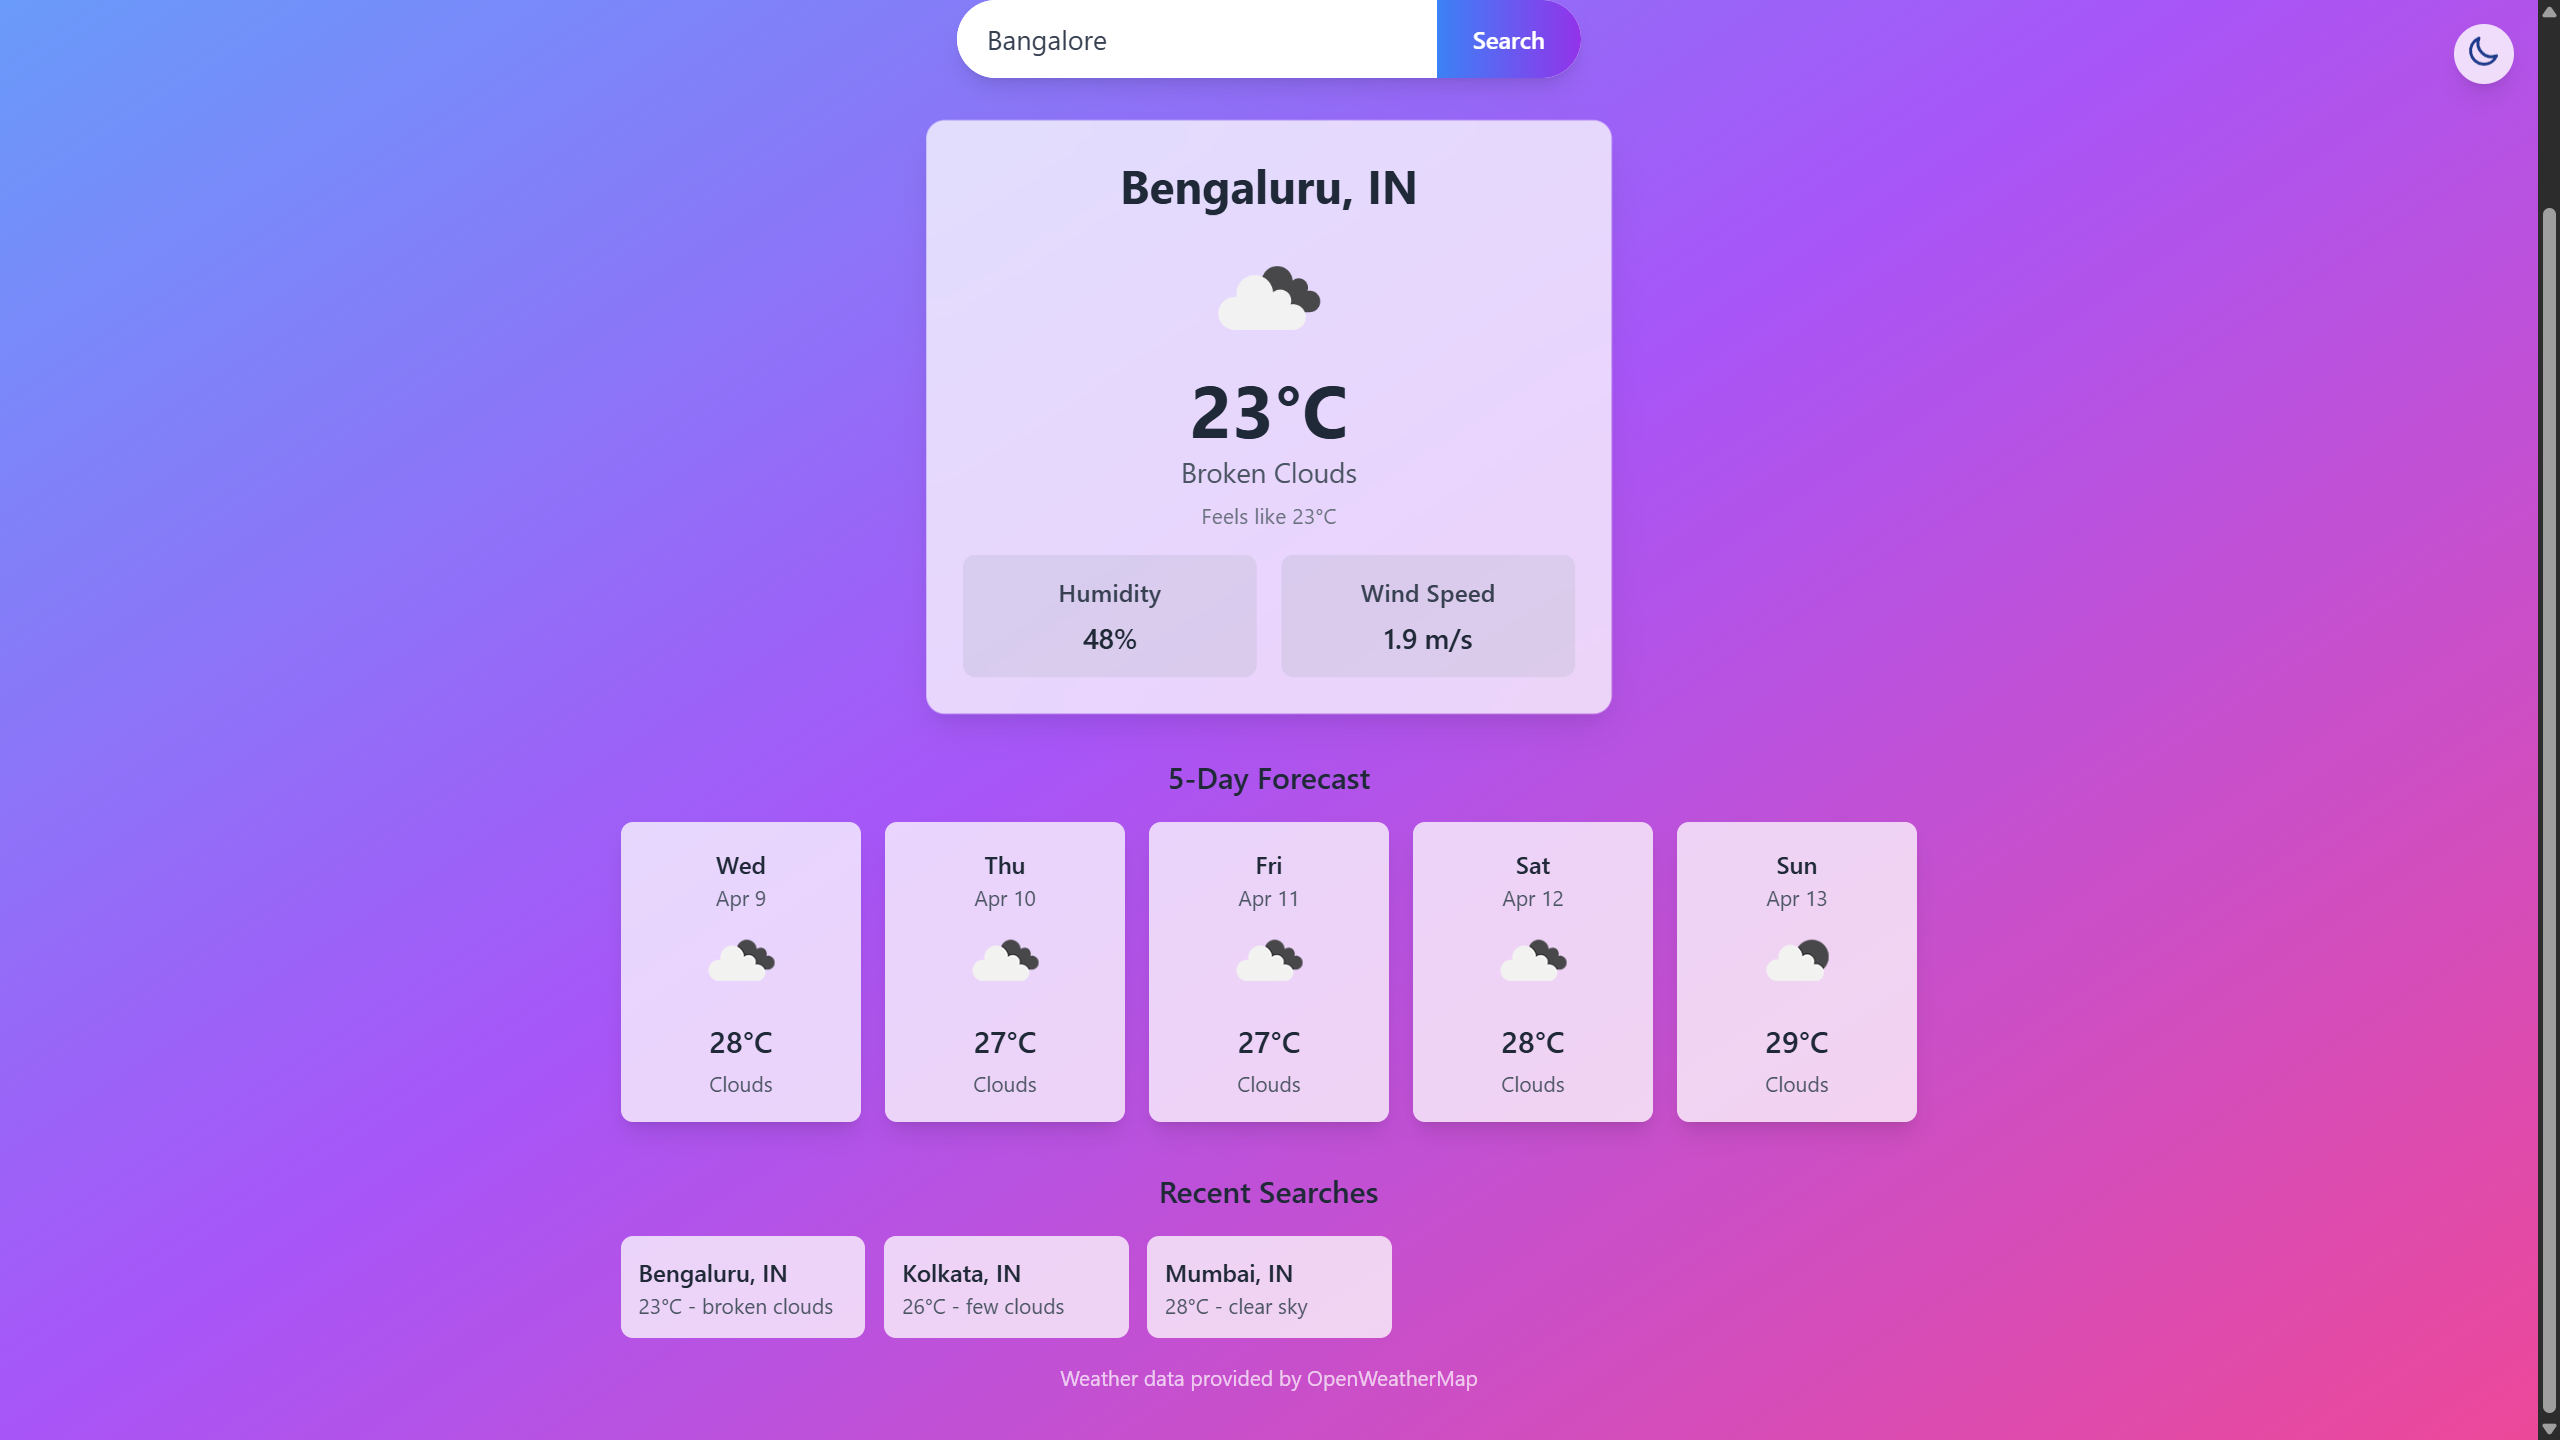 Bangalore
Search
Bengaluru, IN
23°C
Broken Clouds
Feels like 23°C
Humidity
48%
Wind Speed
1.9 m/s
5-Day Forecast
Wed
Apr 9
28°C
Clouds
Thu
Apr 10
27°C
Clouds
Fri
Apr 11
27°C
Clouds
Sat
Apr 12
28°C
Clouds
Sun
Apr 13
29°C
Clouds
Recent Searches
Bengaluru, IN
23°C - broken clouds
Kolkata, IN
26°C - few clouds
Mumbai, IN
28°C - clear sky
Weather data provided by OpenWeatherMap